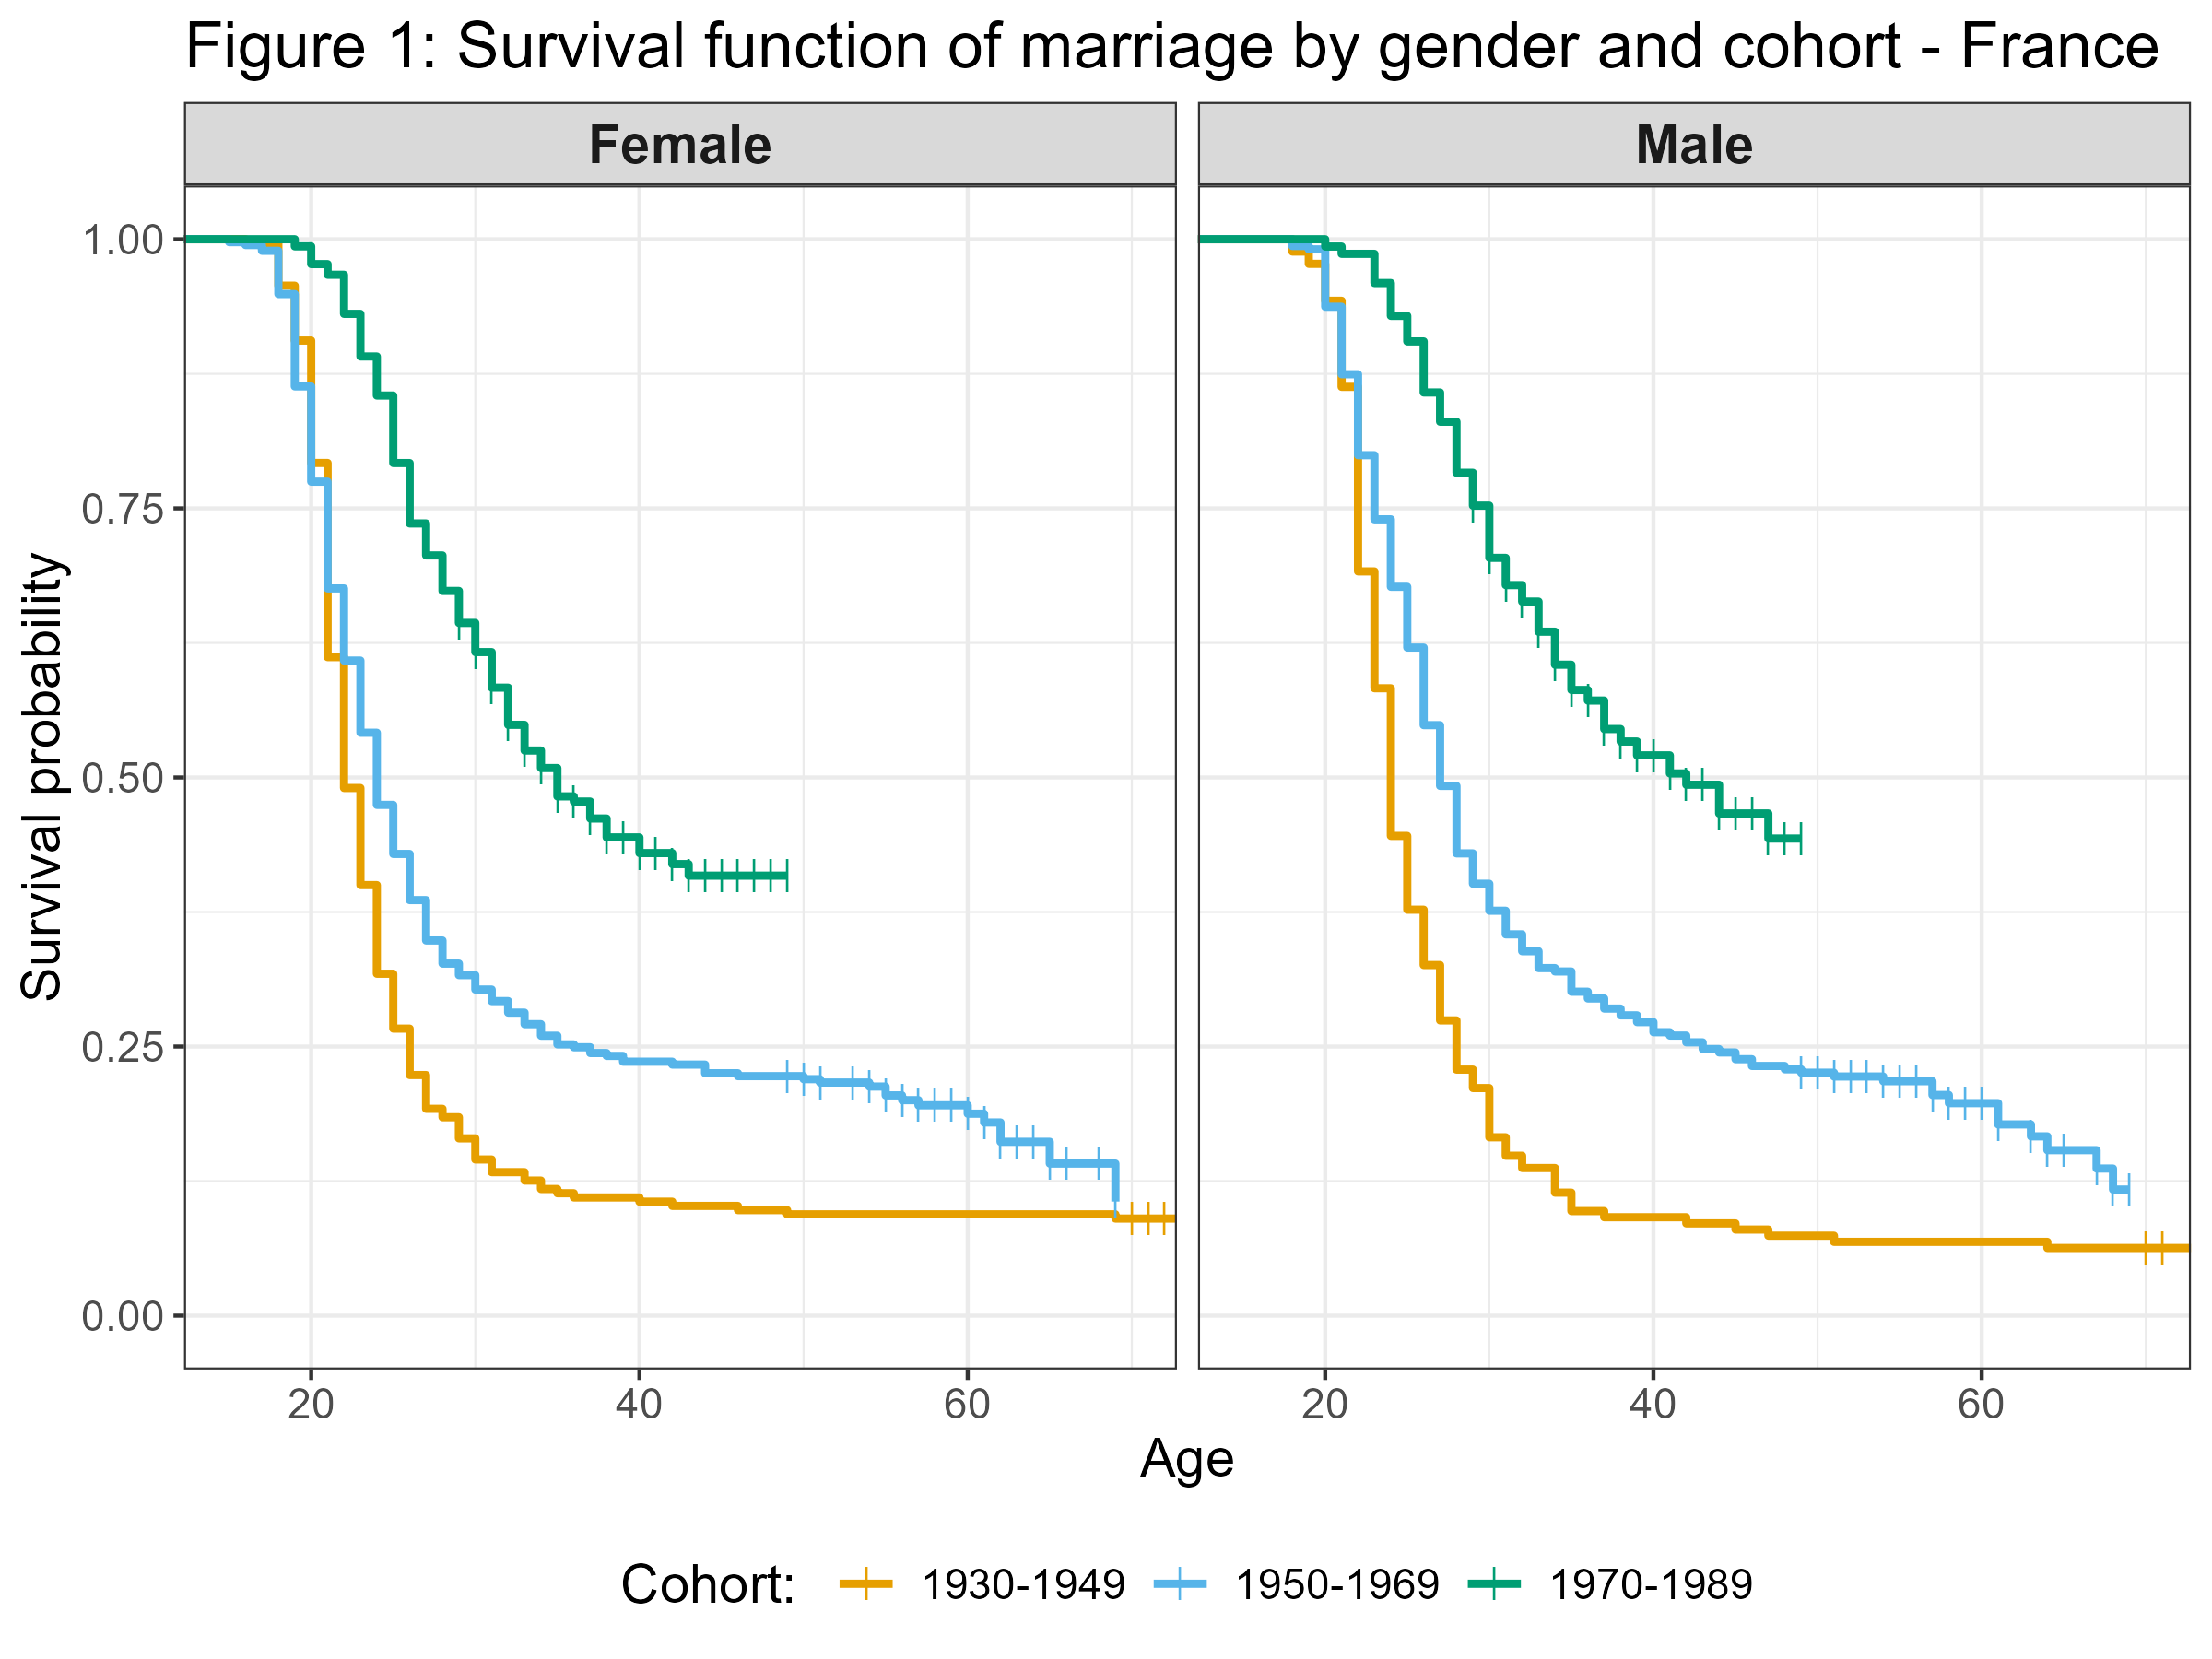 Figure 1: Survival function of marriage by gender and cohort - France
Female
Male
Survival probability
1.00
0.75
0.50
0.25
0.00
20 40 60
20 40 60
Age
Cohort: 1930-1949 1950-1969 1970-1989